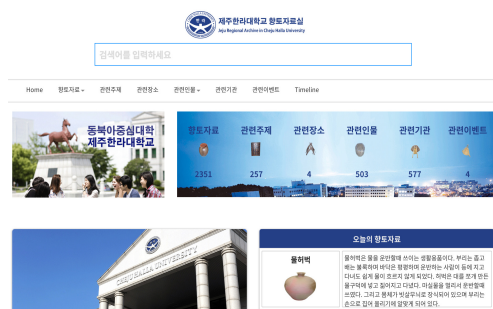 제주한라대학교 향토자료실
Jeju Regional Archive in Cheju Halla University
검색어를 입력하세요
Home 향토자료 관련주제 관련장소 관련인물 관련기관 관련이벤트 Timeline
동북아중심대학
제주한라대학교
향토자료 관련주제 관련장소 관련인물 관련기관 관련이벤트
2351 257 4 503 577 4
CHEJU HALLA UNIVERSITY
오늘의 향토자료
물허벅
물허벅은 물을 운반할때 쓰이는 생활용품이다. 부리는 좁고
배는 불룩하며 바닥은 평평하며 운반하는 사람이 등에 지고
다녀도 쉽게 물이 흐르지 않게 되었다. 허벅은 대를 쪼개 만든
물구덕에 넣고 짊어지고 다녔다. 마실물을 멀리서 운반할때
쓰였다. 그리고 몸체가 빗살무늬로 장식되어 있으며 부리는
손으로 잡아 올리기에 알맞게 되어 있다.